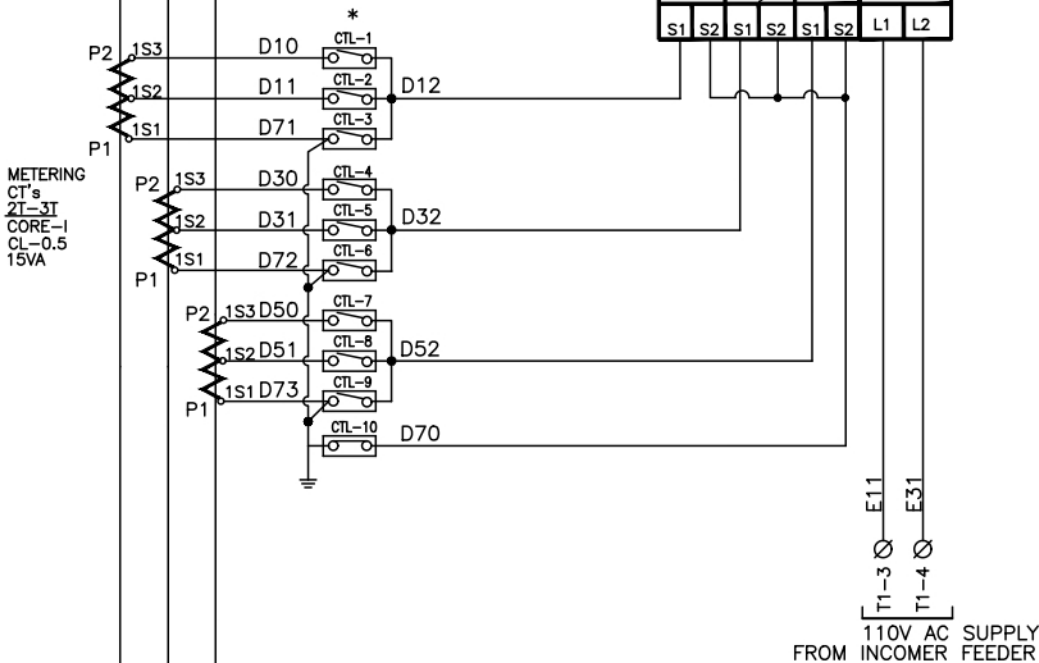 *
S1 S2 S1 S2 S1 S2 L1 L2
P2 1S3 D10 CTL-1
1S2 D11 CTL-2 D12
P1 1S1 D71 CTL-3
METERING
CT's
2T-3T
CORE-I
CL-0.5
15VA
P2 1S3 D30 CTL-4
1S2 D31 CTL-5 D32
P1 1S1 D72 CTL-6
P2 1S3 D50 CTL-7
1S2 D51 CTL-8 D52
P1 1S1 D73 CTL-9
CTL-10 D70
E11
E31
T1-3
T1-4
110V AC SUPPLY
FROM INCOMER FEEDER